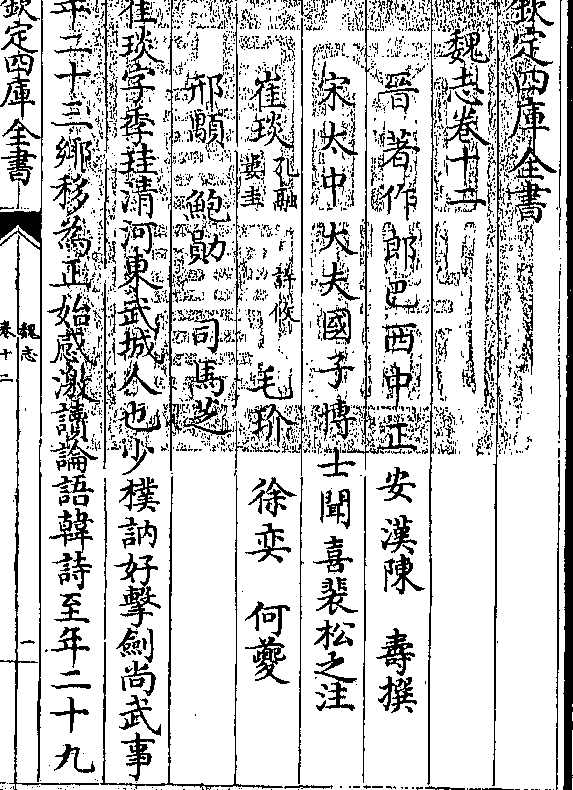 欽定四庫全書
魏志卷十二
晉著作郎巴西中正安漢陳壽撰
宋太中大夫國子博士聞喜裴松之注
崔琰 孔融 許攸 婁圭 毛玠 徐奕 何夔
邢顒 鮑勛 司馬芝
崔琰字季珪清河東武城人也少樸訥好擊劍尚武事
年二十三鄉移為正始感激讀論語韓詩至年二十九
欽定四庫全書
魏志
卷十二
一